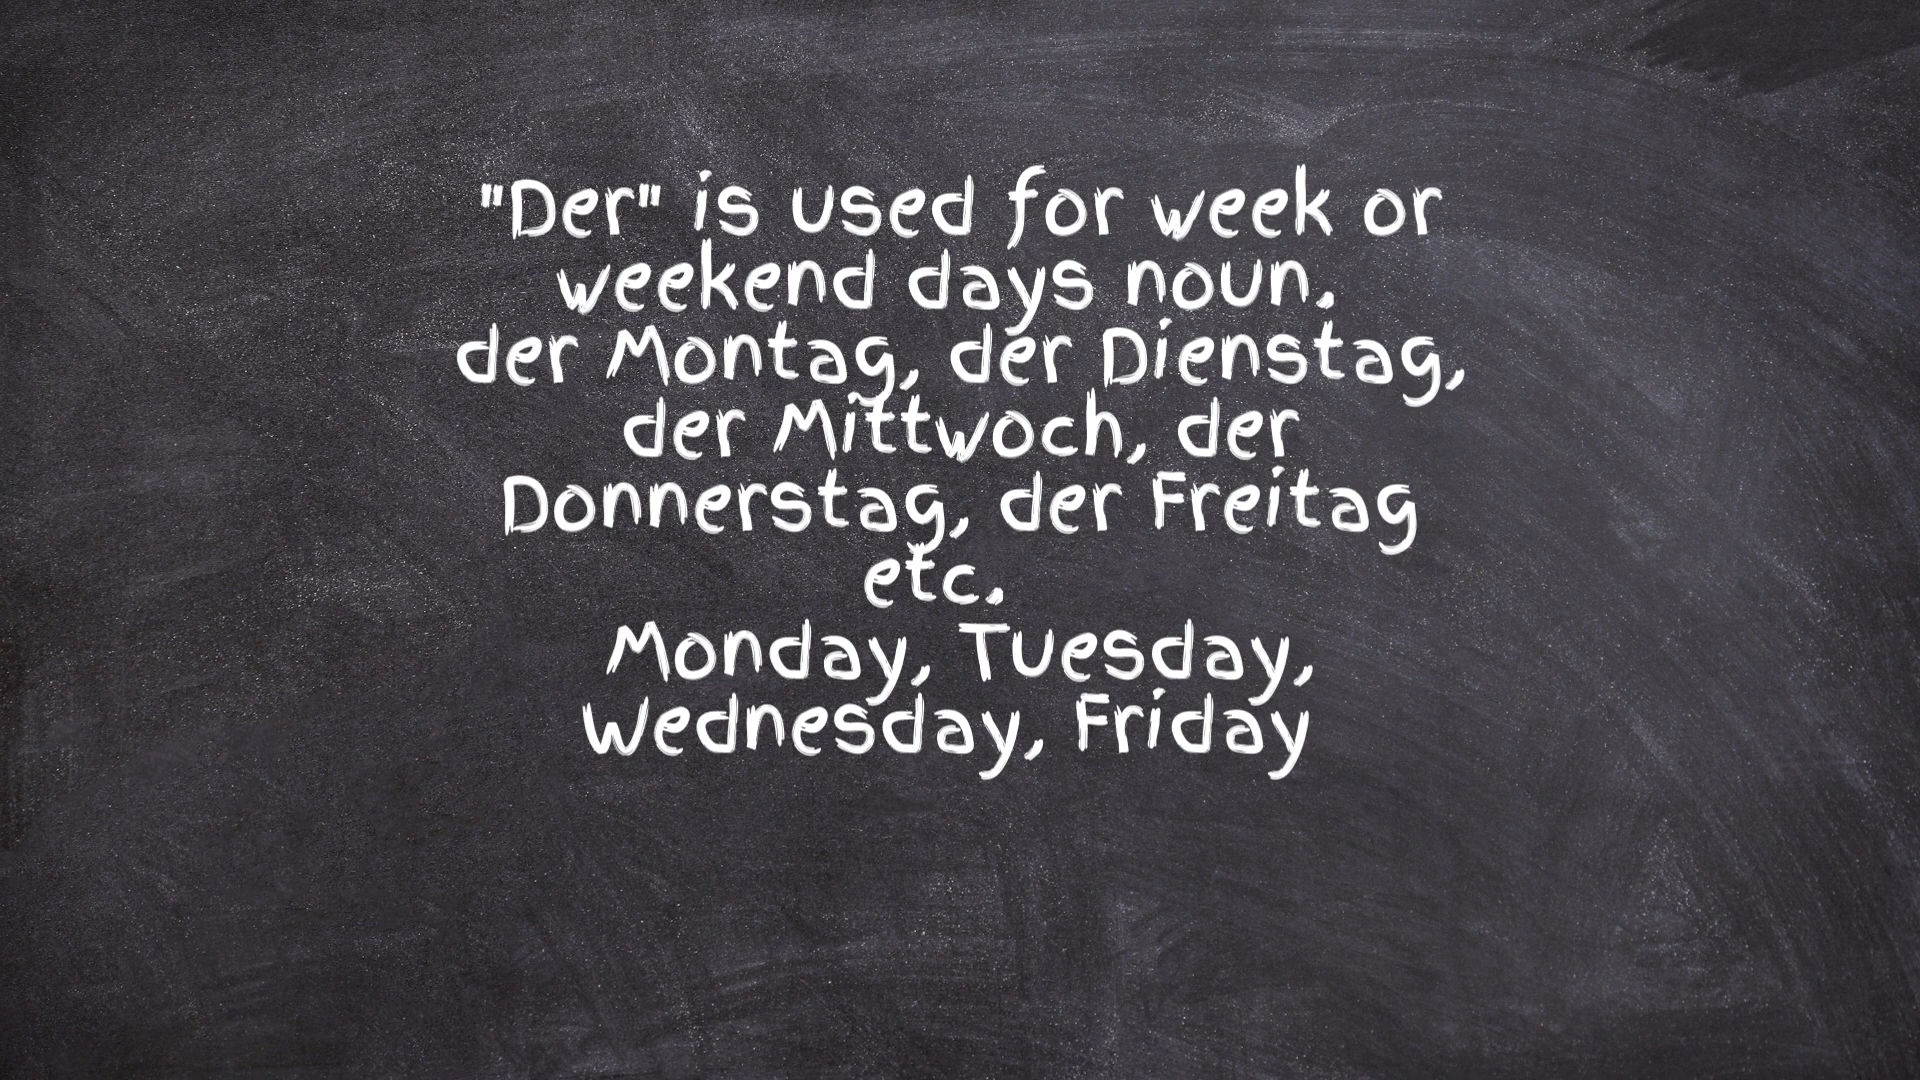 "Der" is used for week or
weekend days noun.
der Montag, der Dienstag,
der Mittwoch, der
Donnerstag, der Freitag
etc.
Monday, Tuesday,
Wednesday, Friday